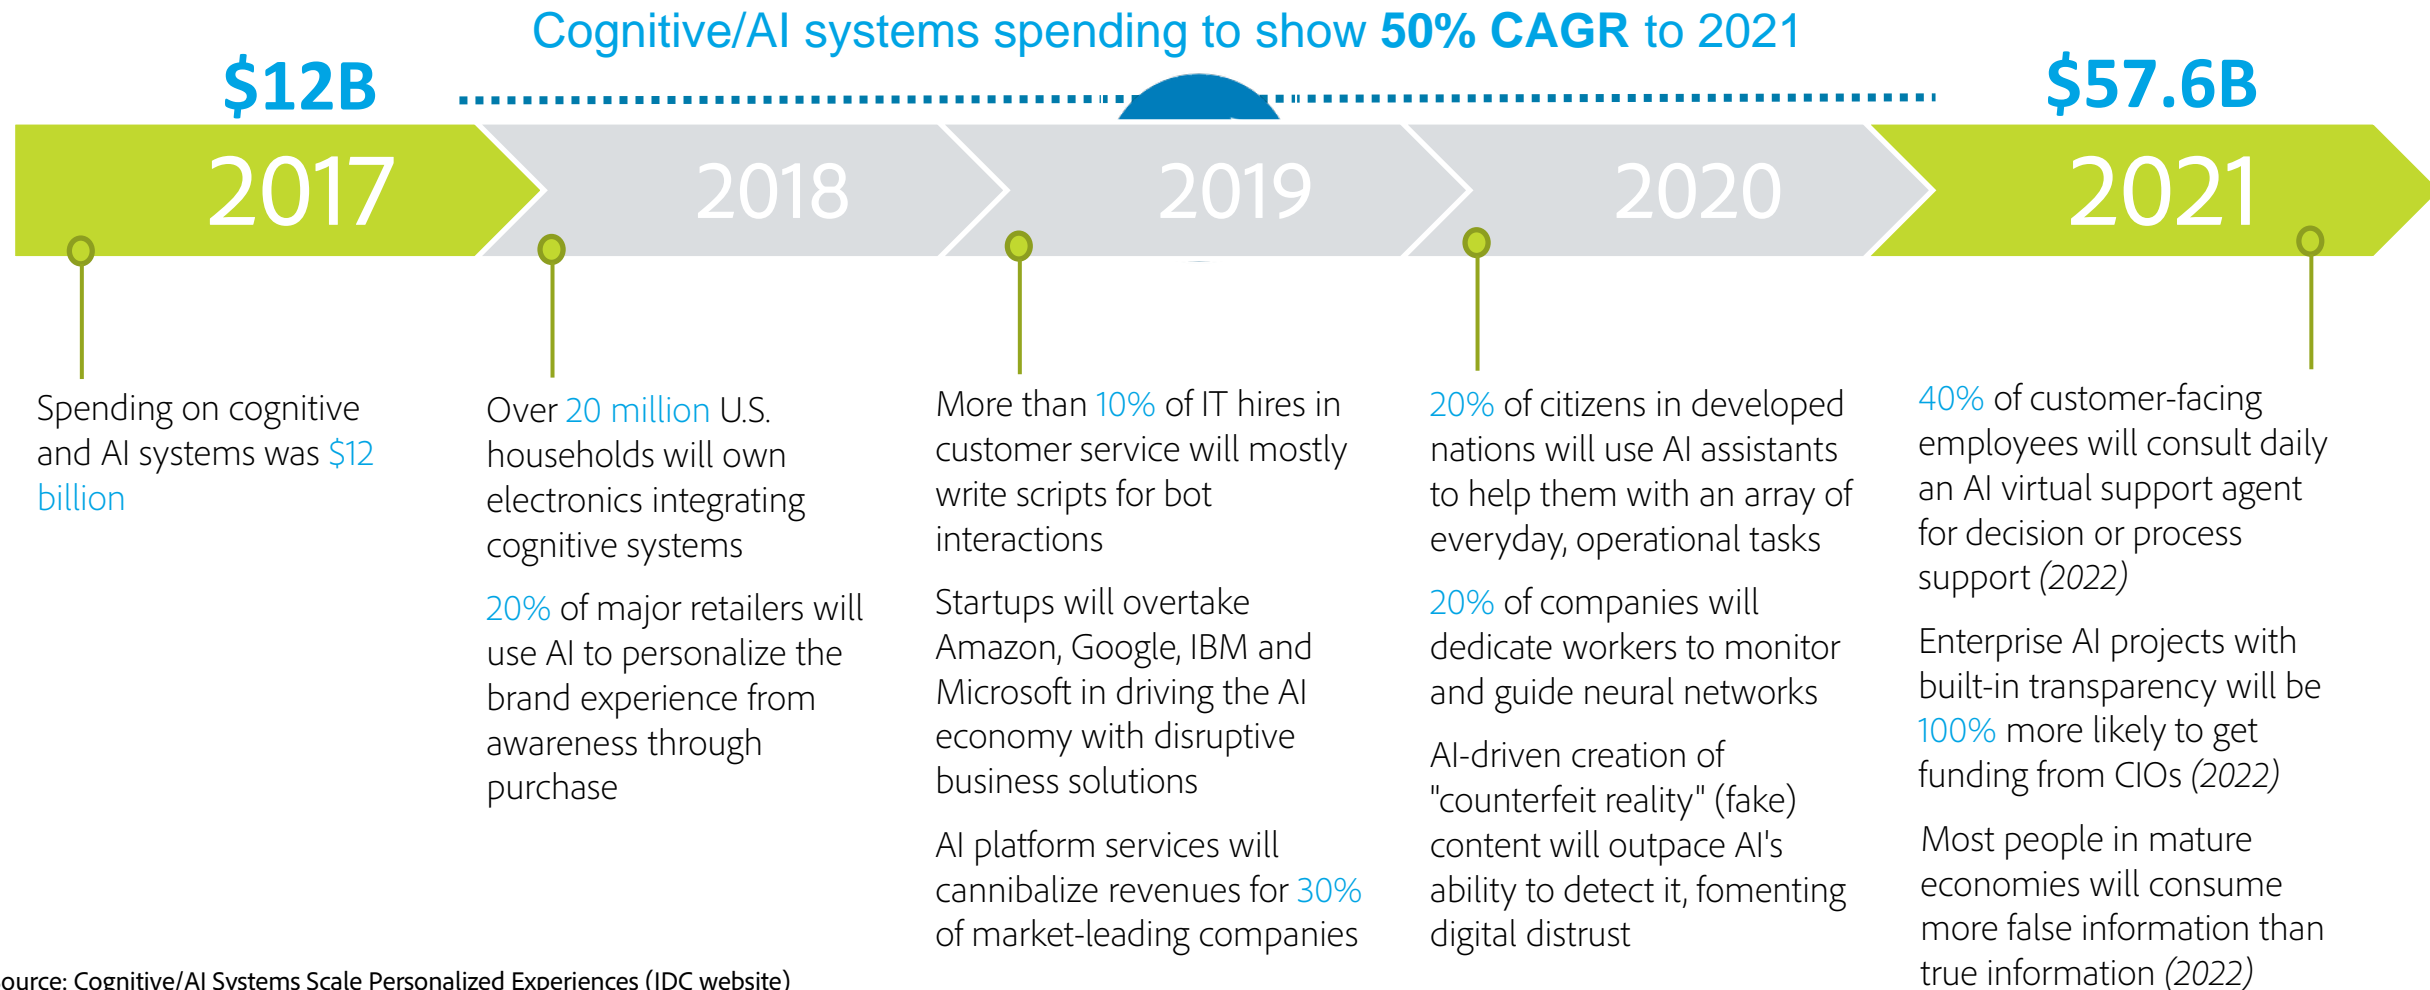 Cognitive/AI systems spending to show 50% CAGR to 2021
$12B
$57.6B
2017
2018
2019
2020
2021
Spending on cognitive
and AI systems was $12
billion
Over 20 million U.S.
households will own
electronics integrating
cognitive systems
20% of major retailers will
use AI to personalize the
brand experience from
awareness through
purchase
More than 10% of IT hires in
customer service will mostly
write scripts for bot
interactions
Startups will overtake
Amazon, Google, IBM and
Microsoft in driving the AI
economy with disruptive
business solutions
AI platform services will
cannibalize revenues for 30%
of market-leading companies
20% of citizens in developed
nations will use AI assistants
to help them with an array of
everyday, operational tasks
20% of companies will
dedicate workers to monitor
and guide neural networks
AI-driven creation of
"counterfeit reality" (fake)
content will outpace AI's
ability to detect it, fomenting
digital distrust
40% of customer-facing
employees will consult daily
an AI virtual support agent
for decision or process
support (2022)
Enterprise AI projects with
built-in transparency will be
100% more likely to get
funding from CIOs (2022)
Most people in mature
economies will consume
more false information than
true information (2022)
ource: Cognitive/AI Systems Scale Personalized Experiences (IDC website)